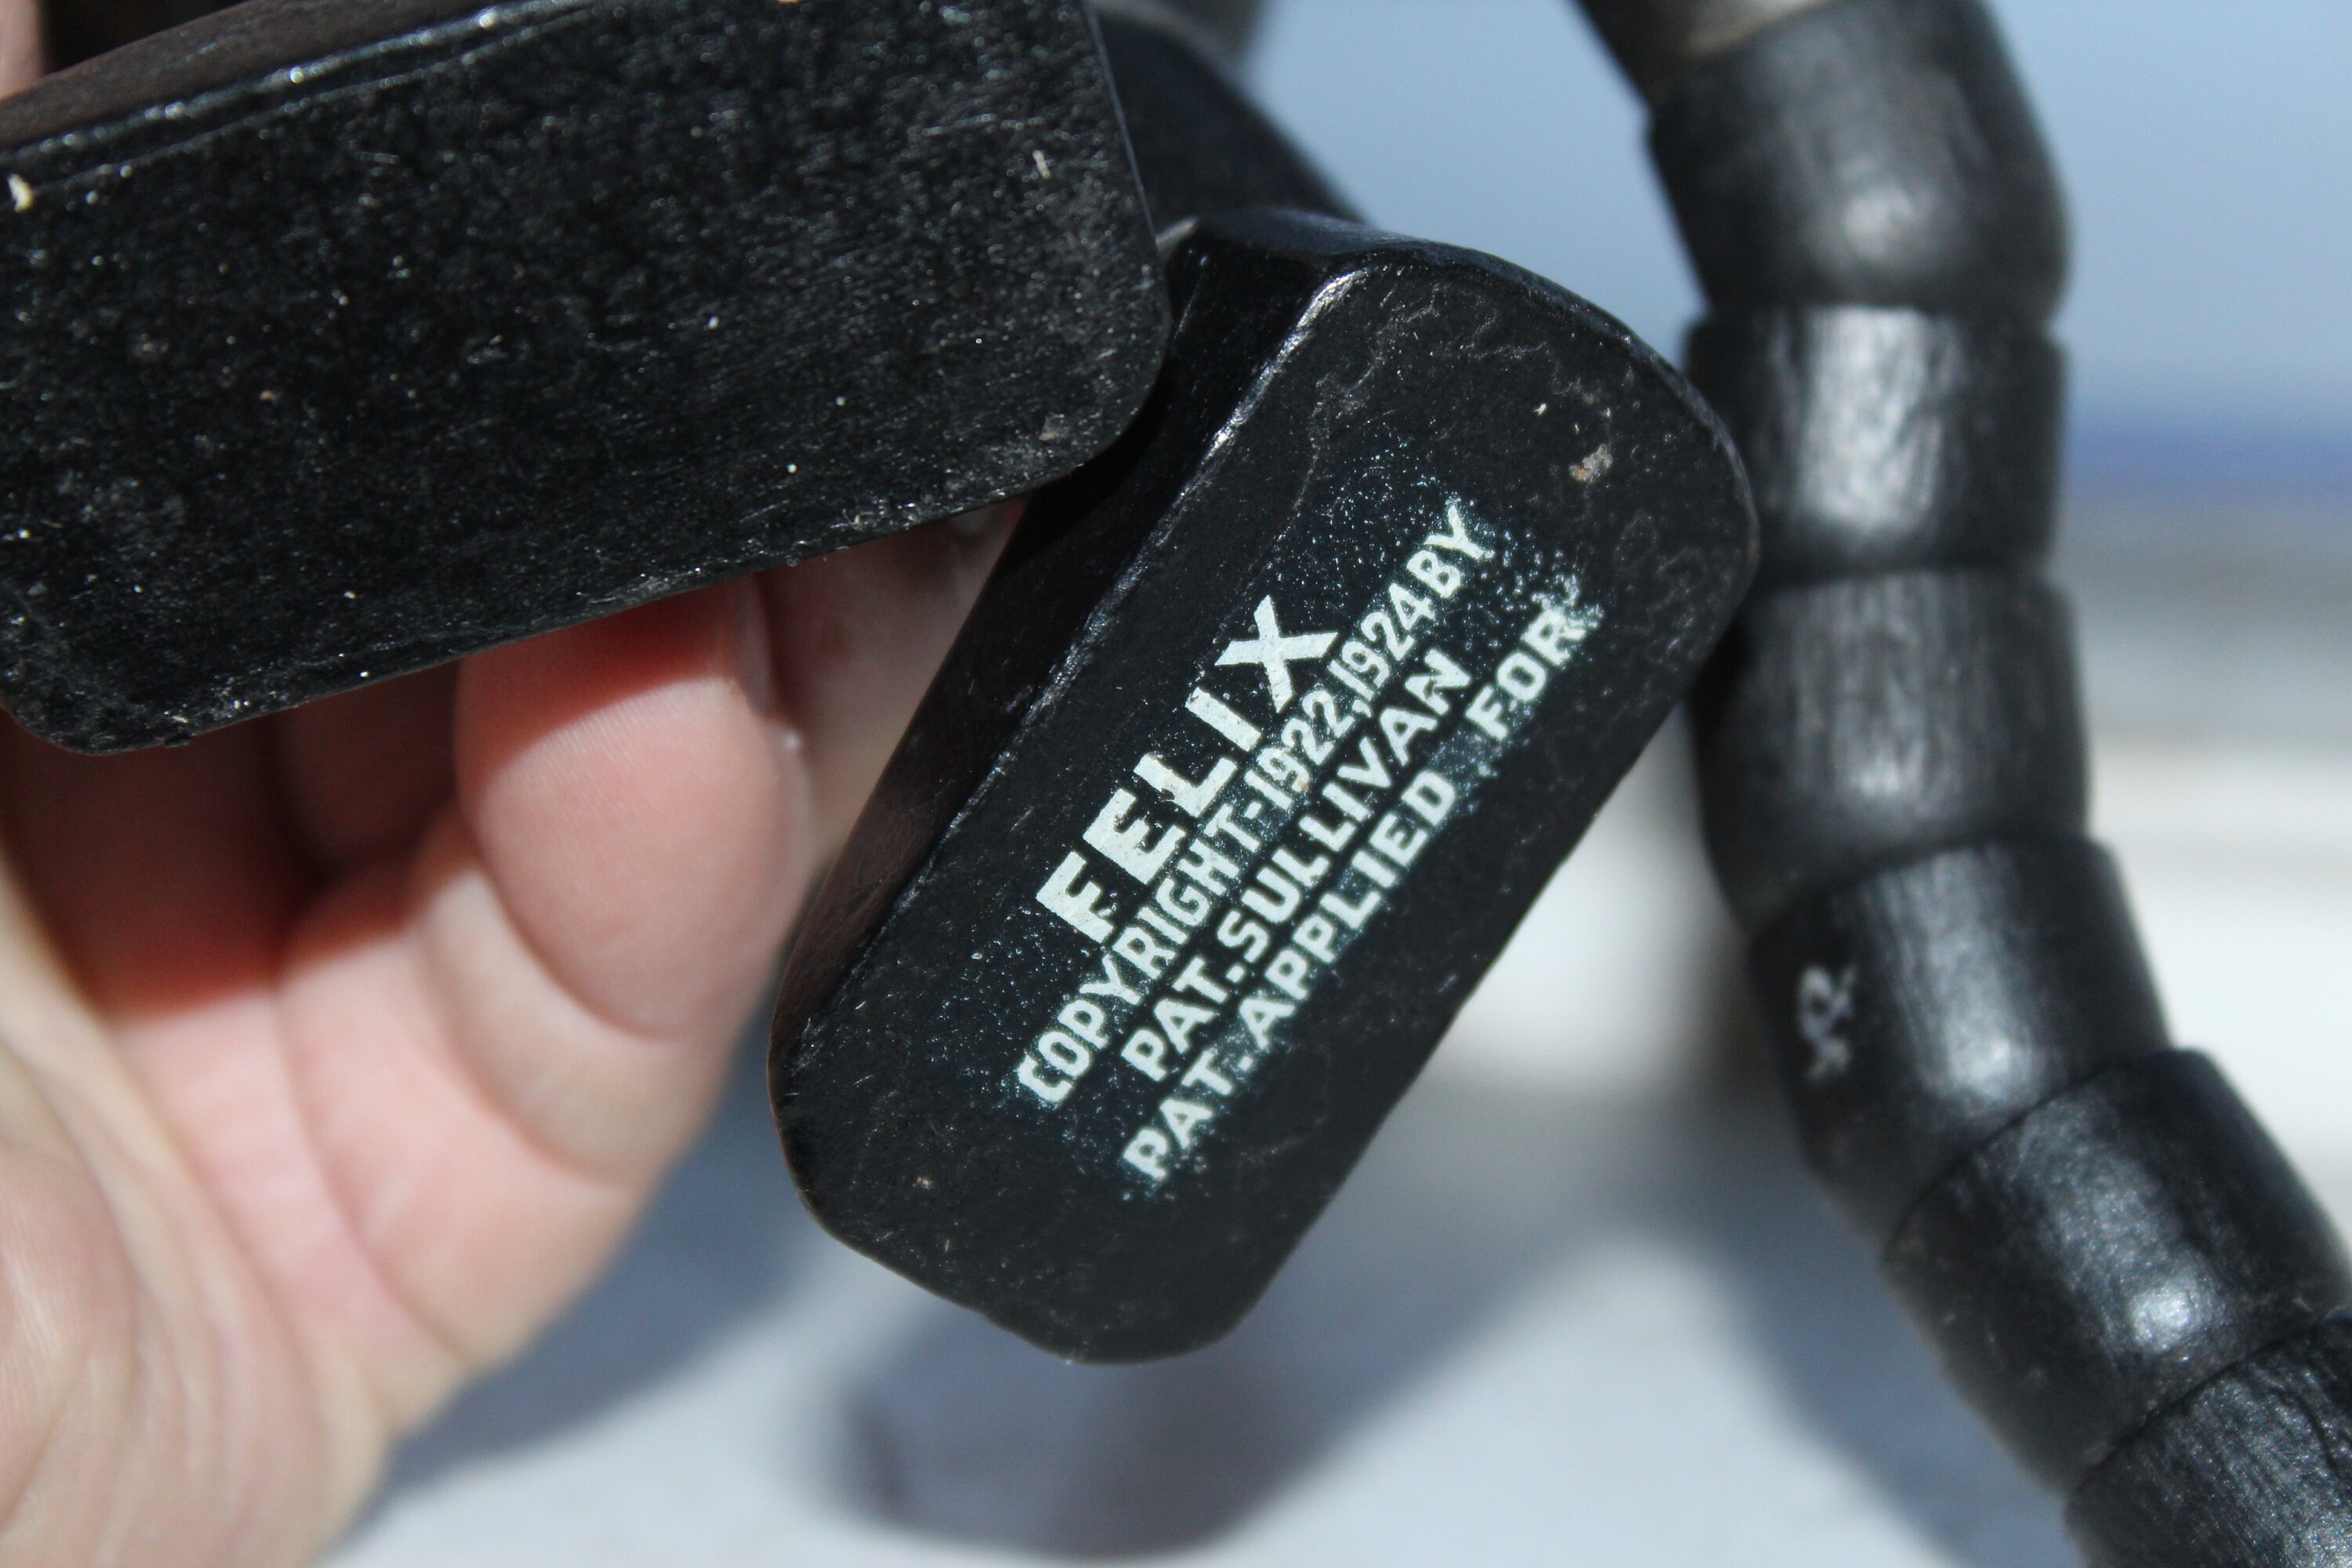 FELIX
COPYRIGHT-1922,1924 BY
PAT.SULLIVAN
PAT. APPLIED FOR